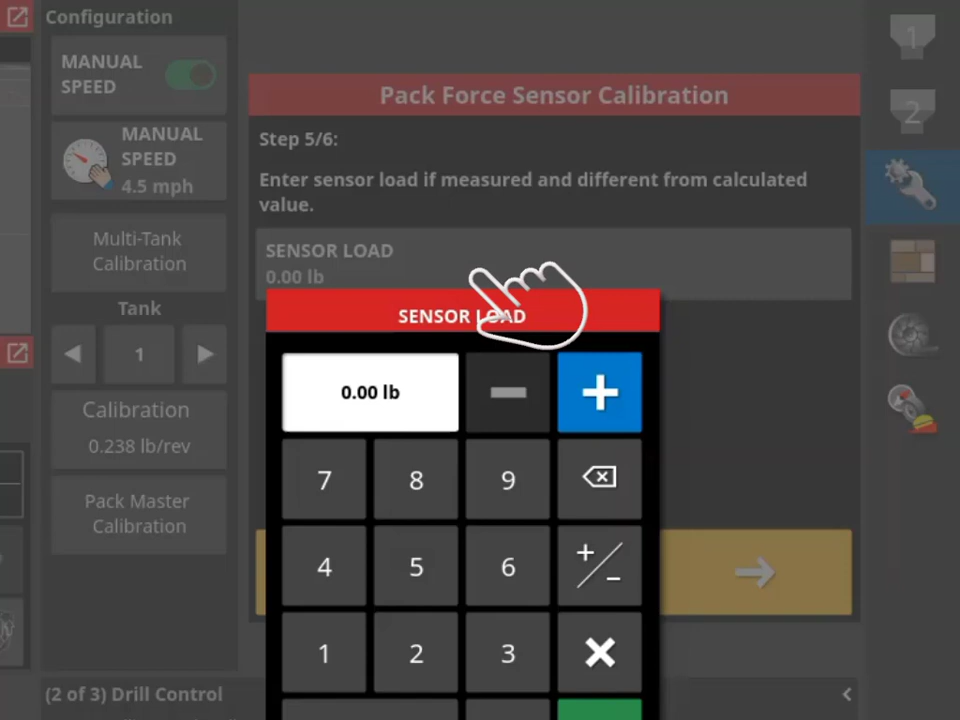 Configuration
MANUAL
SPEED
MANUAL
SPEED
4.5 mph
Multi-Tank
Calibration
Tank
1
Calibration
0.238 lb/rev
Pack Master
Calibration
Pack Force Sensor Calibration
Step 5/6:
Enter sensor load if measured and different from calculated
value.
SENSOR LOAD
0.00 lb
SENSOR LOAD
0.00 lb
7
8
9
4
5
6
+/−
1
2
3
1
2
(2 of 3) Drill Control